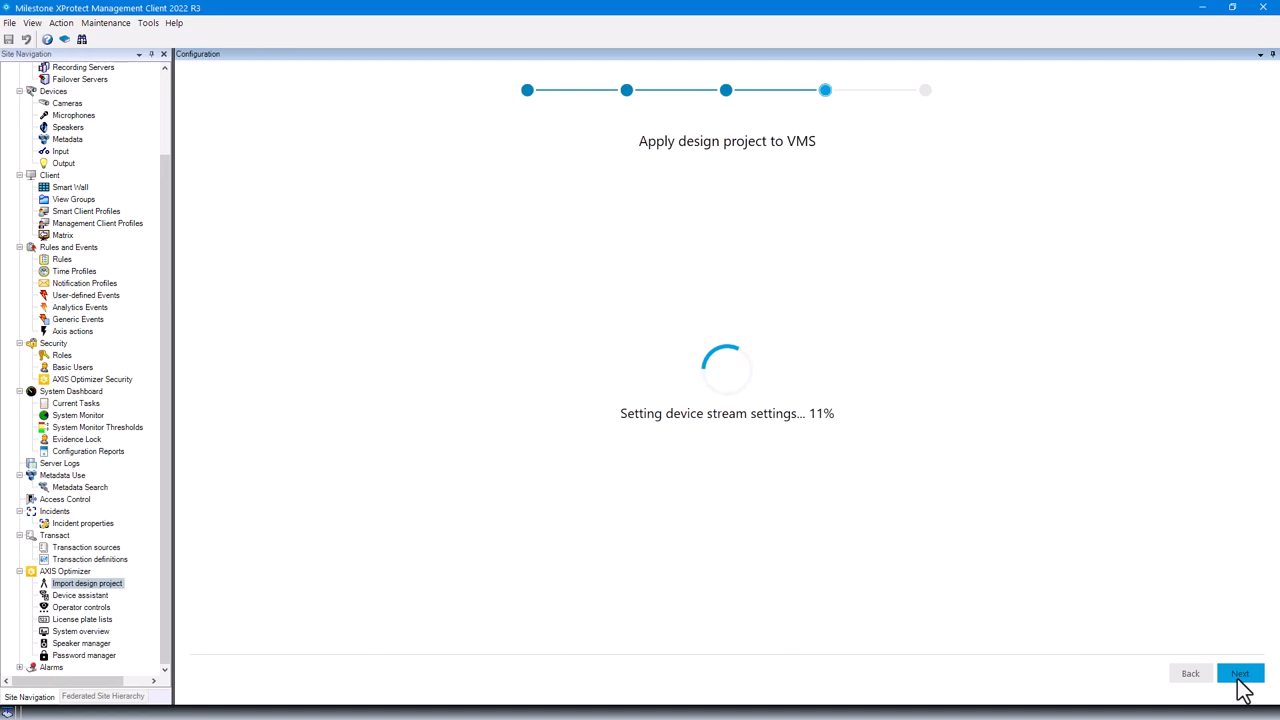 Milestone XProtect Management Client 2022 R3
File View Action Maintenance Tools Help
Site Navigation
Configuration
Recording Servers
Failover Servers
Devices
Cameras
Microphones
Speakers
Metadata
Input
Output
Client
Smart Wall
View Groups
Smart Client Profiles
Management Client Profiles
Matrix
Rules and Events
Rules
Time Profiles
Notification Profiles
User-defined Events
Analytics Events
Generic Events
Axis actions
Security
Roles
Basic Users
AXIS Optimizer Security
System Dashboard
Current Tasks
System Monitor
System Monitor Thresholds
Evidence Lock
Configuration Reports
Server Logs
Metadata Use
Metadata Search
Access Control
Incidents
Incident properties
Transact
Transaction sources
Transaction definitions
AXIS Optimizer
Import design project
Device assistant
Operator controls
License plate lists
System overview
Speaker manager
Password manager
Alarms
Site Navigation Federated Site Hierarchy
Apply design project to VMS
Setting device stream settings... 11%
Back Next